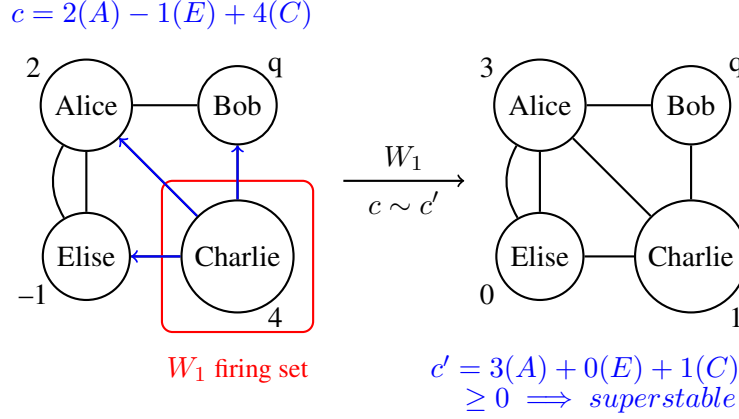 c = 2(A) − 1(E) + 4(C)
2
q
Alice
Bob
Elise
Charlie
−1
4
W₁ firing set
W₁
c ∼ c′
3
q
Alice
Bob
Elise
Charlie
0
1
c′ = 3(A) + 0(E) + 1(C)
≥ 0 ⟹ superstable